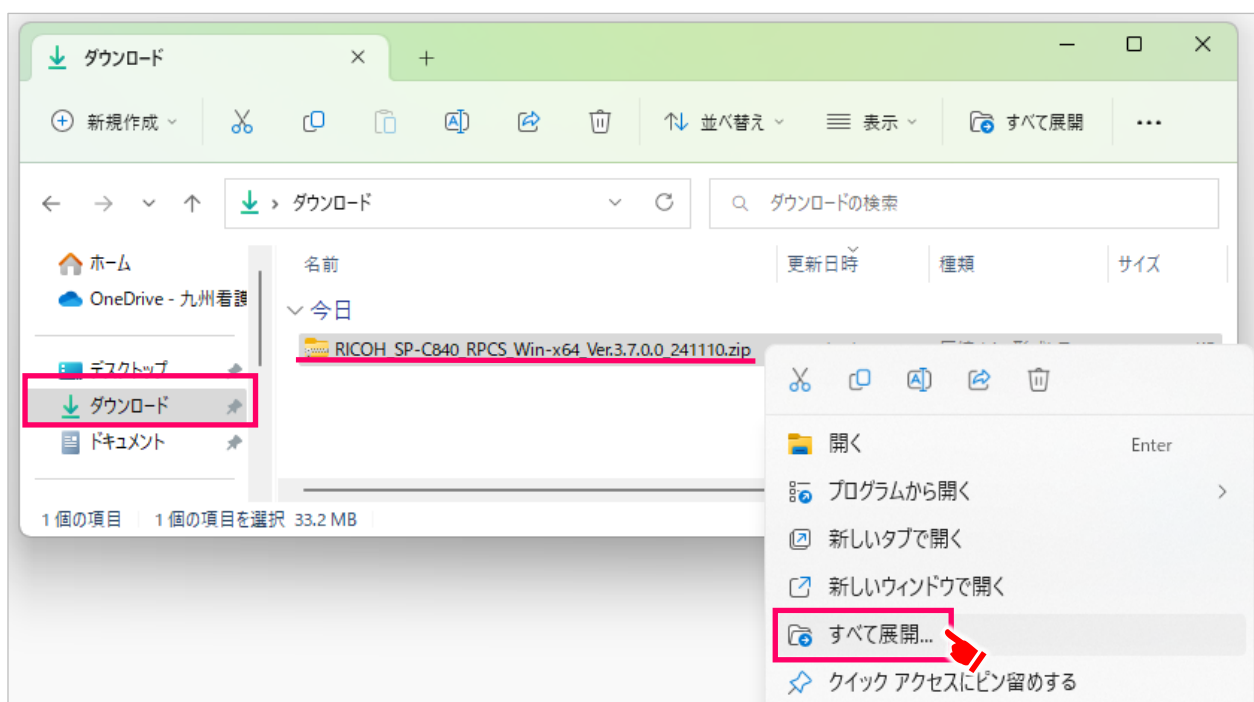 ダウンロード
新規作成
並べ替え
表示
すべて展開
ダウンロード
ダウンロードの検索
ホーム
OneDrive - 九州看護
名前
更新日時
種類
サイズ
今日
RICOH_SP-C840_RPCS_Win-x64_Ver.3.7.0.0_241110.zip
デスクトップ
ダウンロード
ドキュメント
1 個の項目
1 個の項目を選択 33.2 MB
開く Enter
プログラムから開く
新しいタブで開く
新しいウィンドウで開く
すべて展開...
クイック アクセスにピン留めする